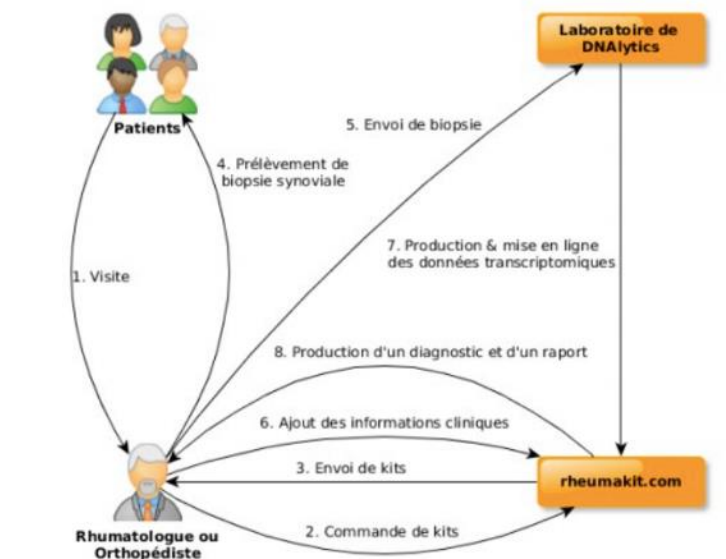 Laboratoire de
DNAlytics
Patients
5. Envoi de biopsie
4. Prélèvement de
biopsie synoviale
7. Production & mise en ligne
des données transcriptomiques
1. Visite
8. Production d'un diagnostic et d'un raport
6. Ajout des informations cliniques
3. Envoi de kits
rheumakit.com
2. Commande de kits
Rhumatologue ou
Orthopédiste